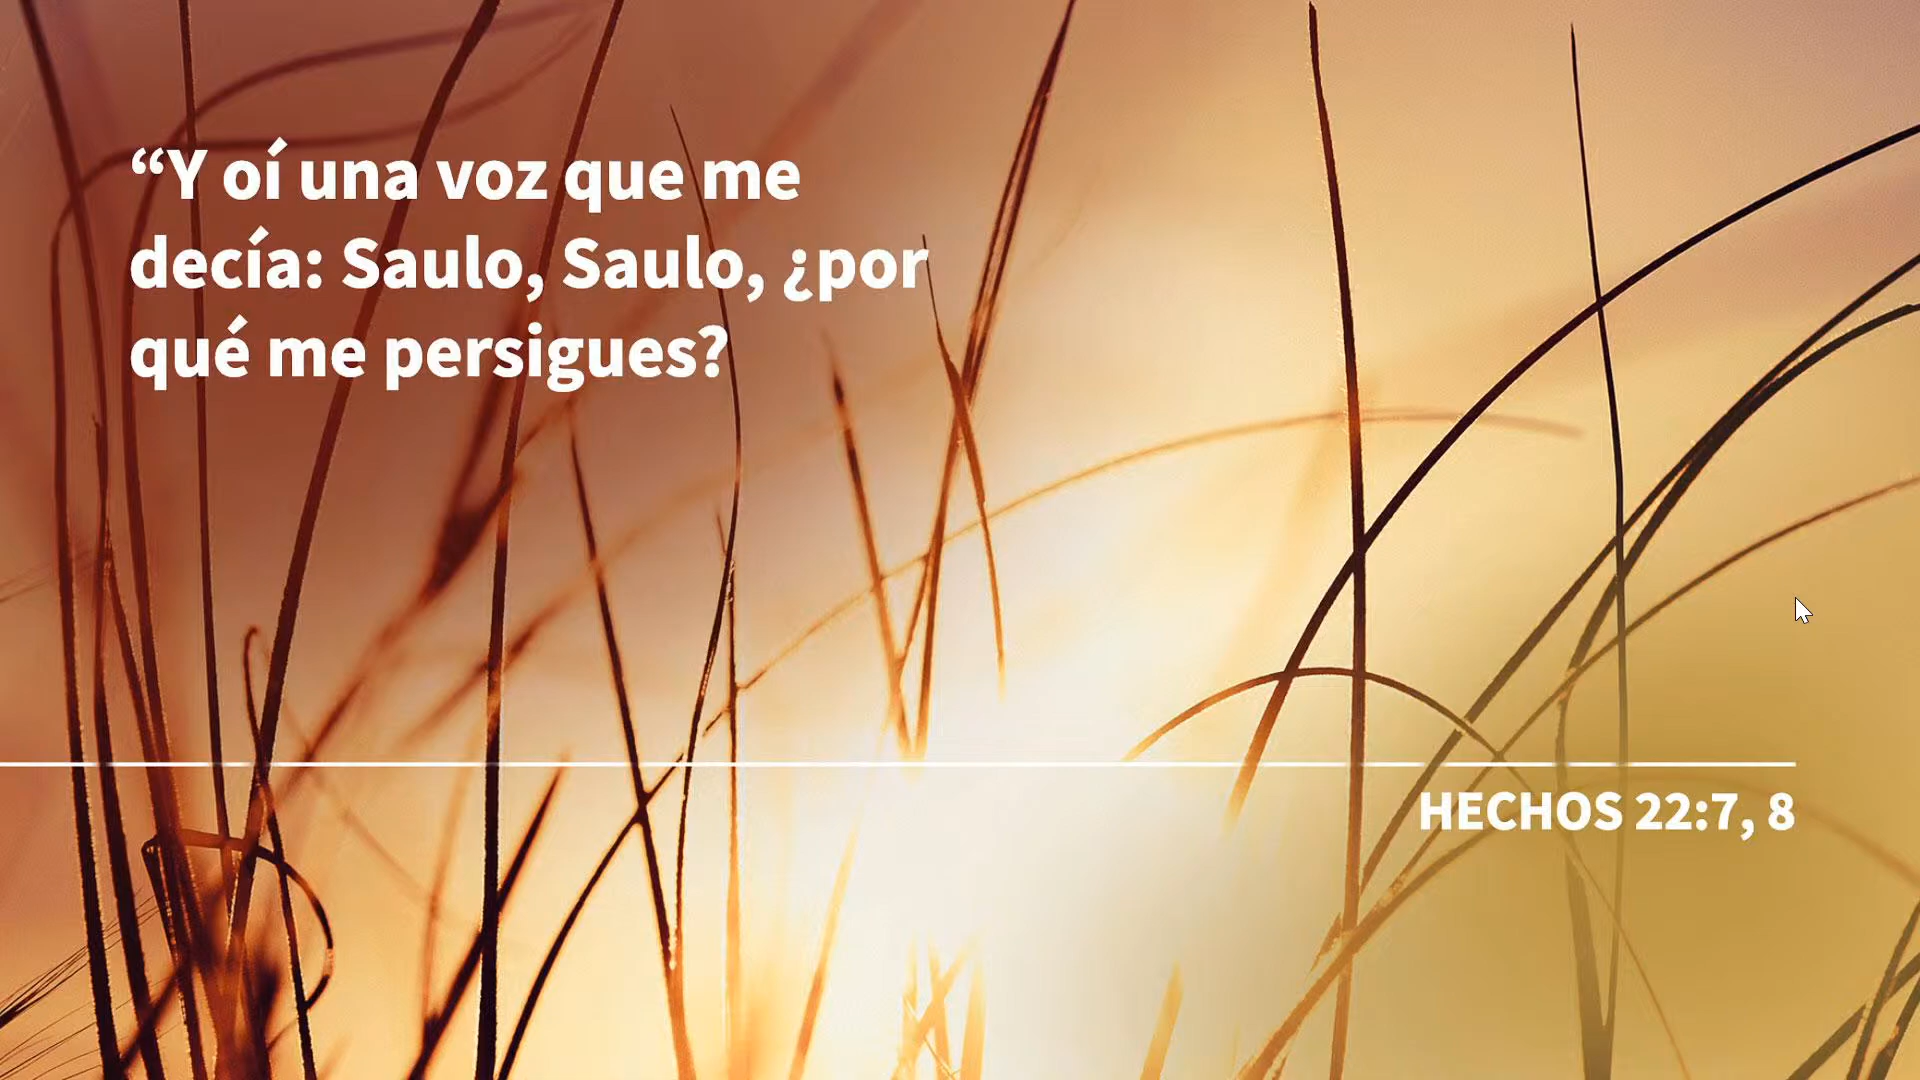 “Y oí una voz que me
decía: Saulo, Saulo, ¿por
qué me persigues?
HECHOS 22:7, 8